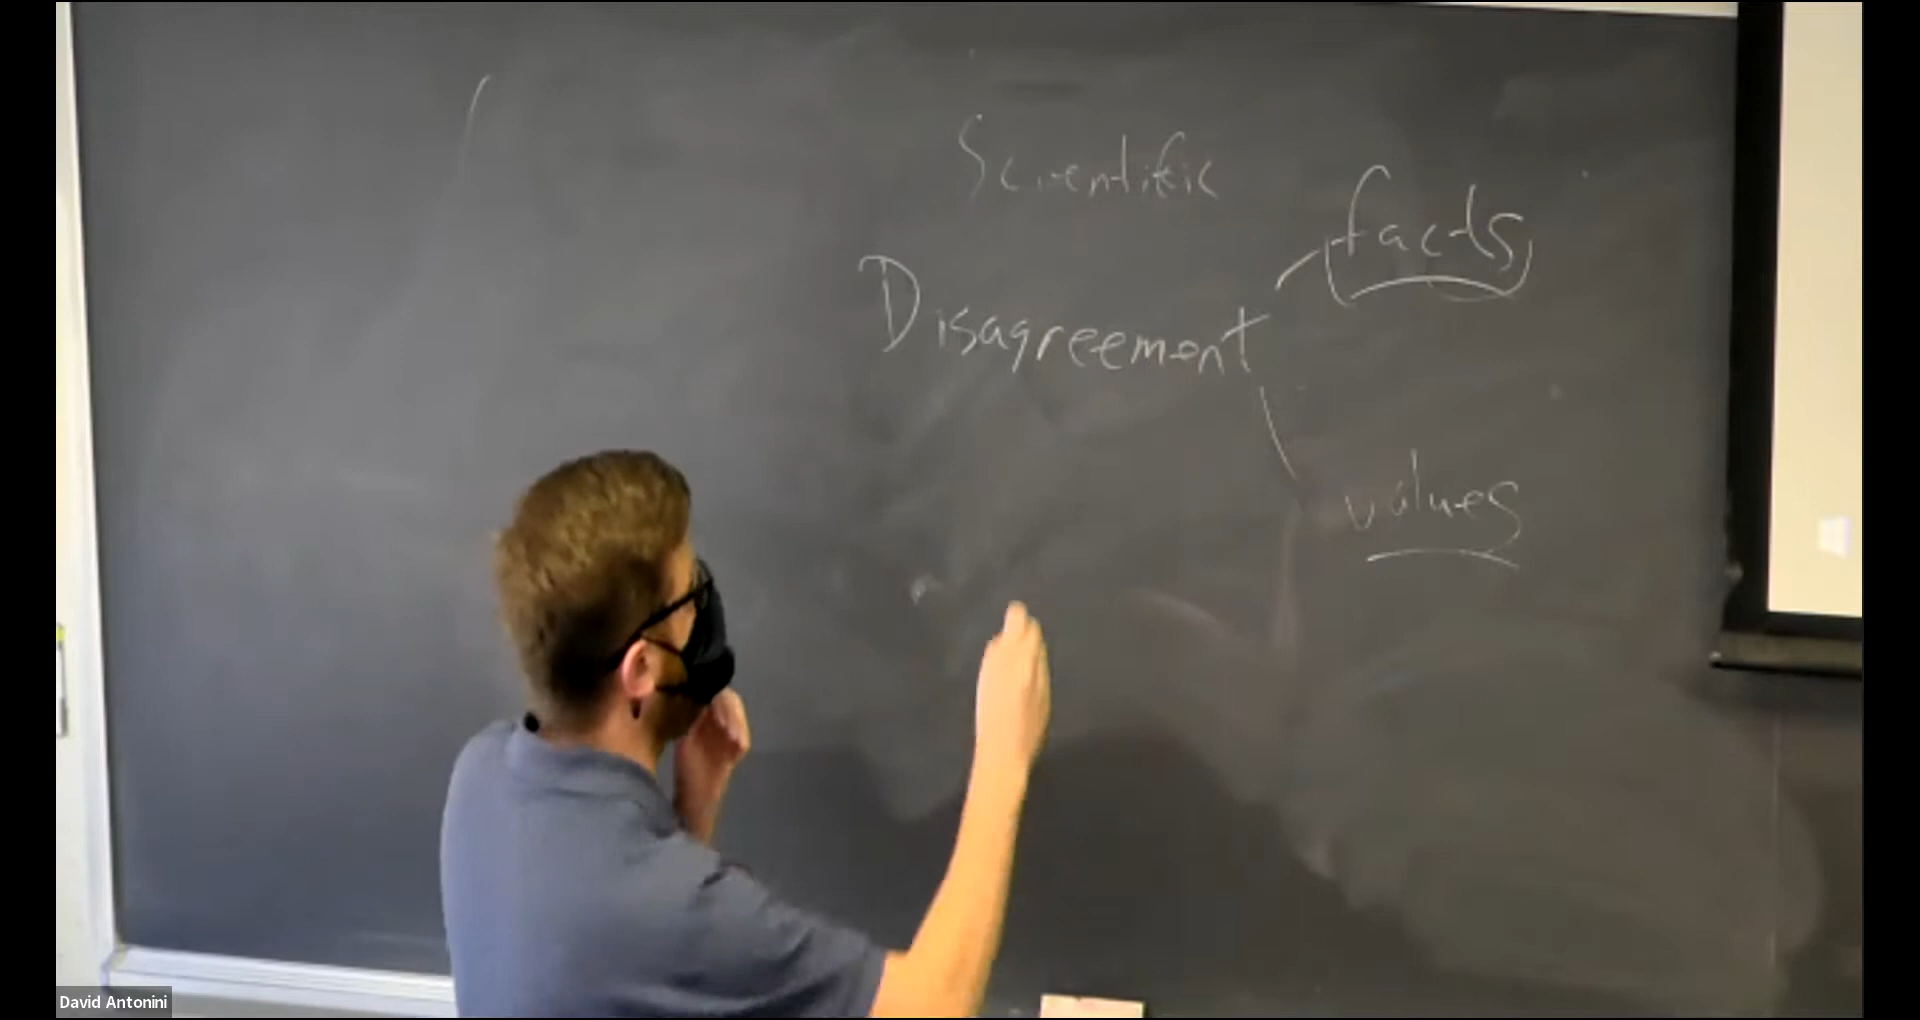 Scientific
facts
Disagreement
values
David Antonini